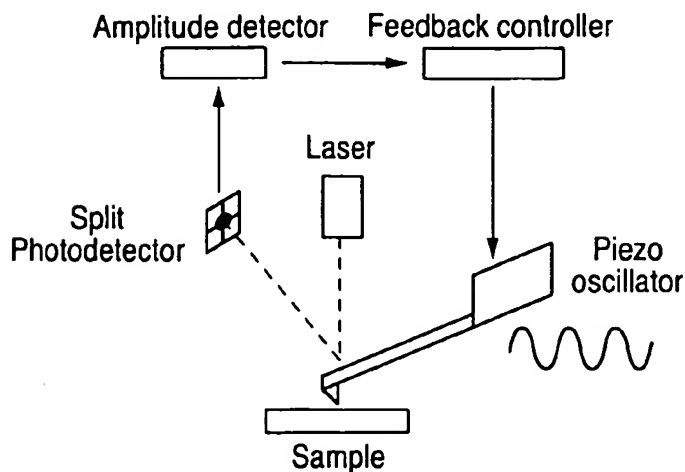 Amplitude detector
Feedback controller
Laser
Split
Photodetector
Piezo
oscillator
Sample